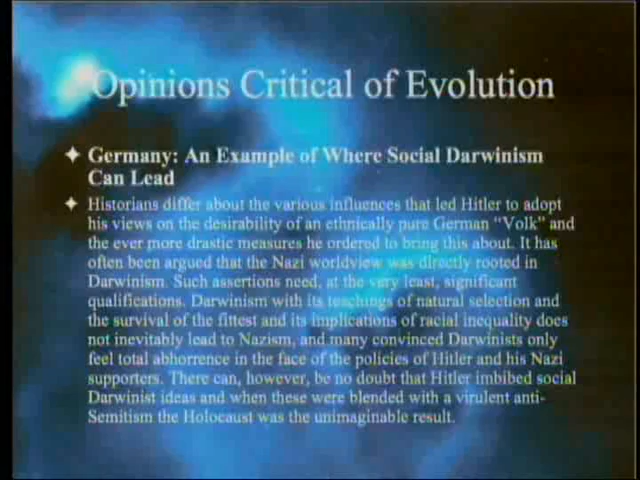 Opinions Critical of Evolution
Germany: An Example of Where Social Darwinism
Can Lead
Historians differ about the various influences that led Hitler to adopt
his views on the desirability of an ethnically pure German “Volk” and
the ever more drastic measures he ordered to bring this about. It has
often been argued that the Nazi worldview was directly rooted in
Darwinism. Such assertions need, at the very least, significant
qualifications. Darwinism with its teachings of natural selection and
the survival of the fittest and its implications of racial inequality does
not inevitably lead to Nazism, and many convinced Darwinists only
feel total abhorrence in the face of the policies of Hitler and his Nazi
supporters. There can, however, be no doubt that Hitler imbibed social
Darwinist ideas and when these were blended with a virulent anti-
Semitism the Holocaust was the unimaginable result.